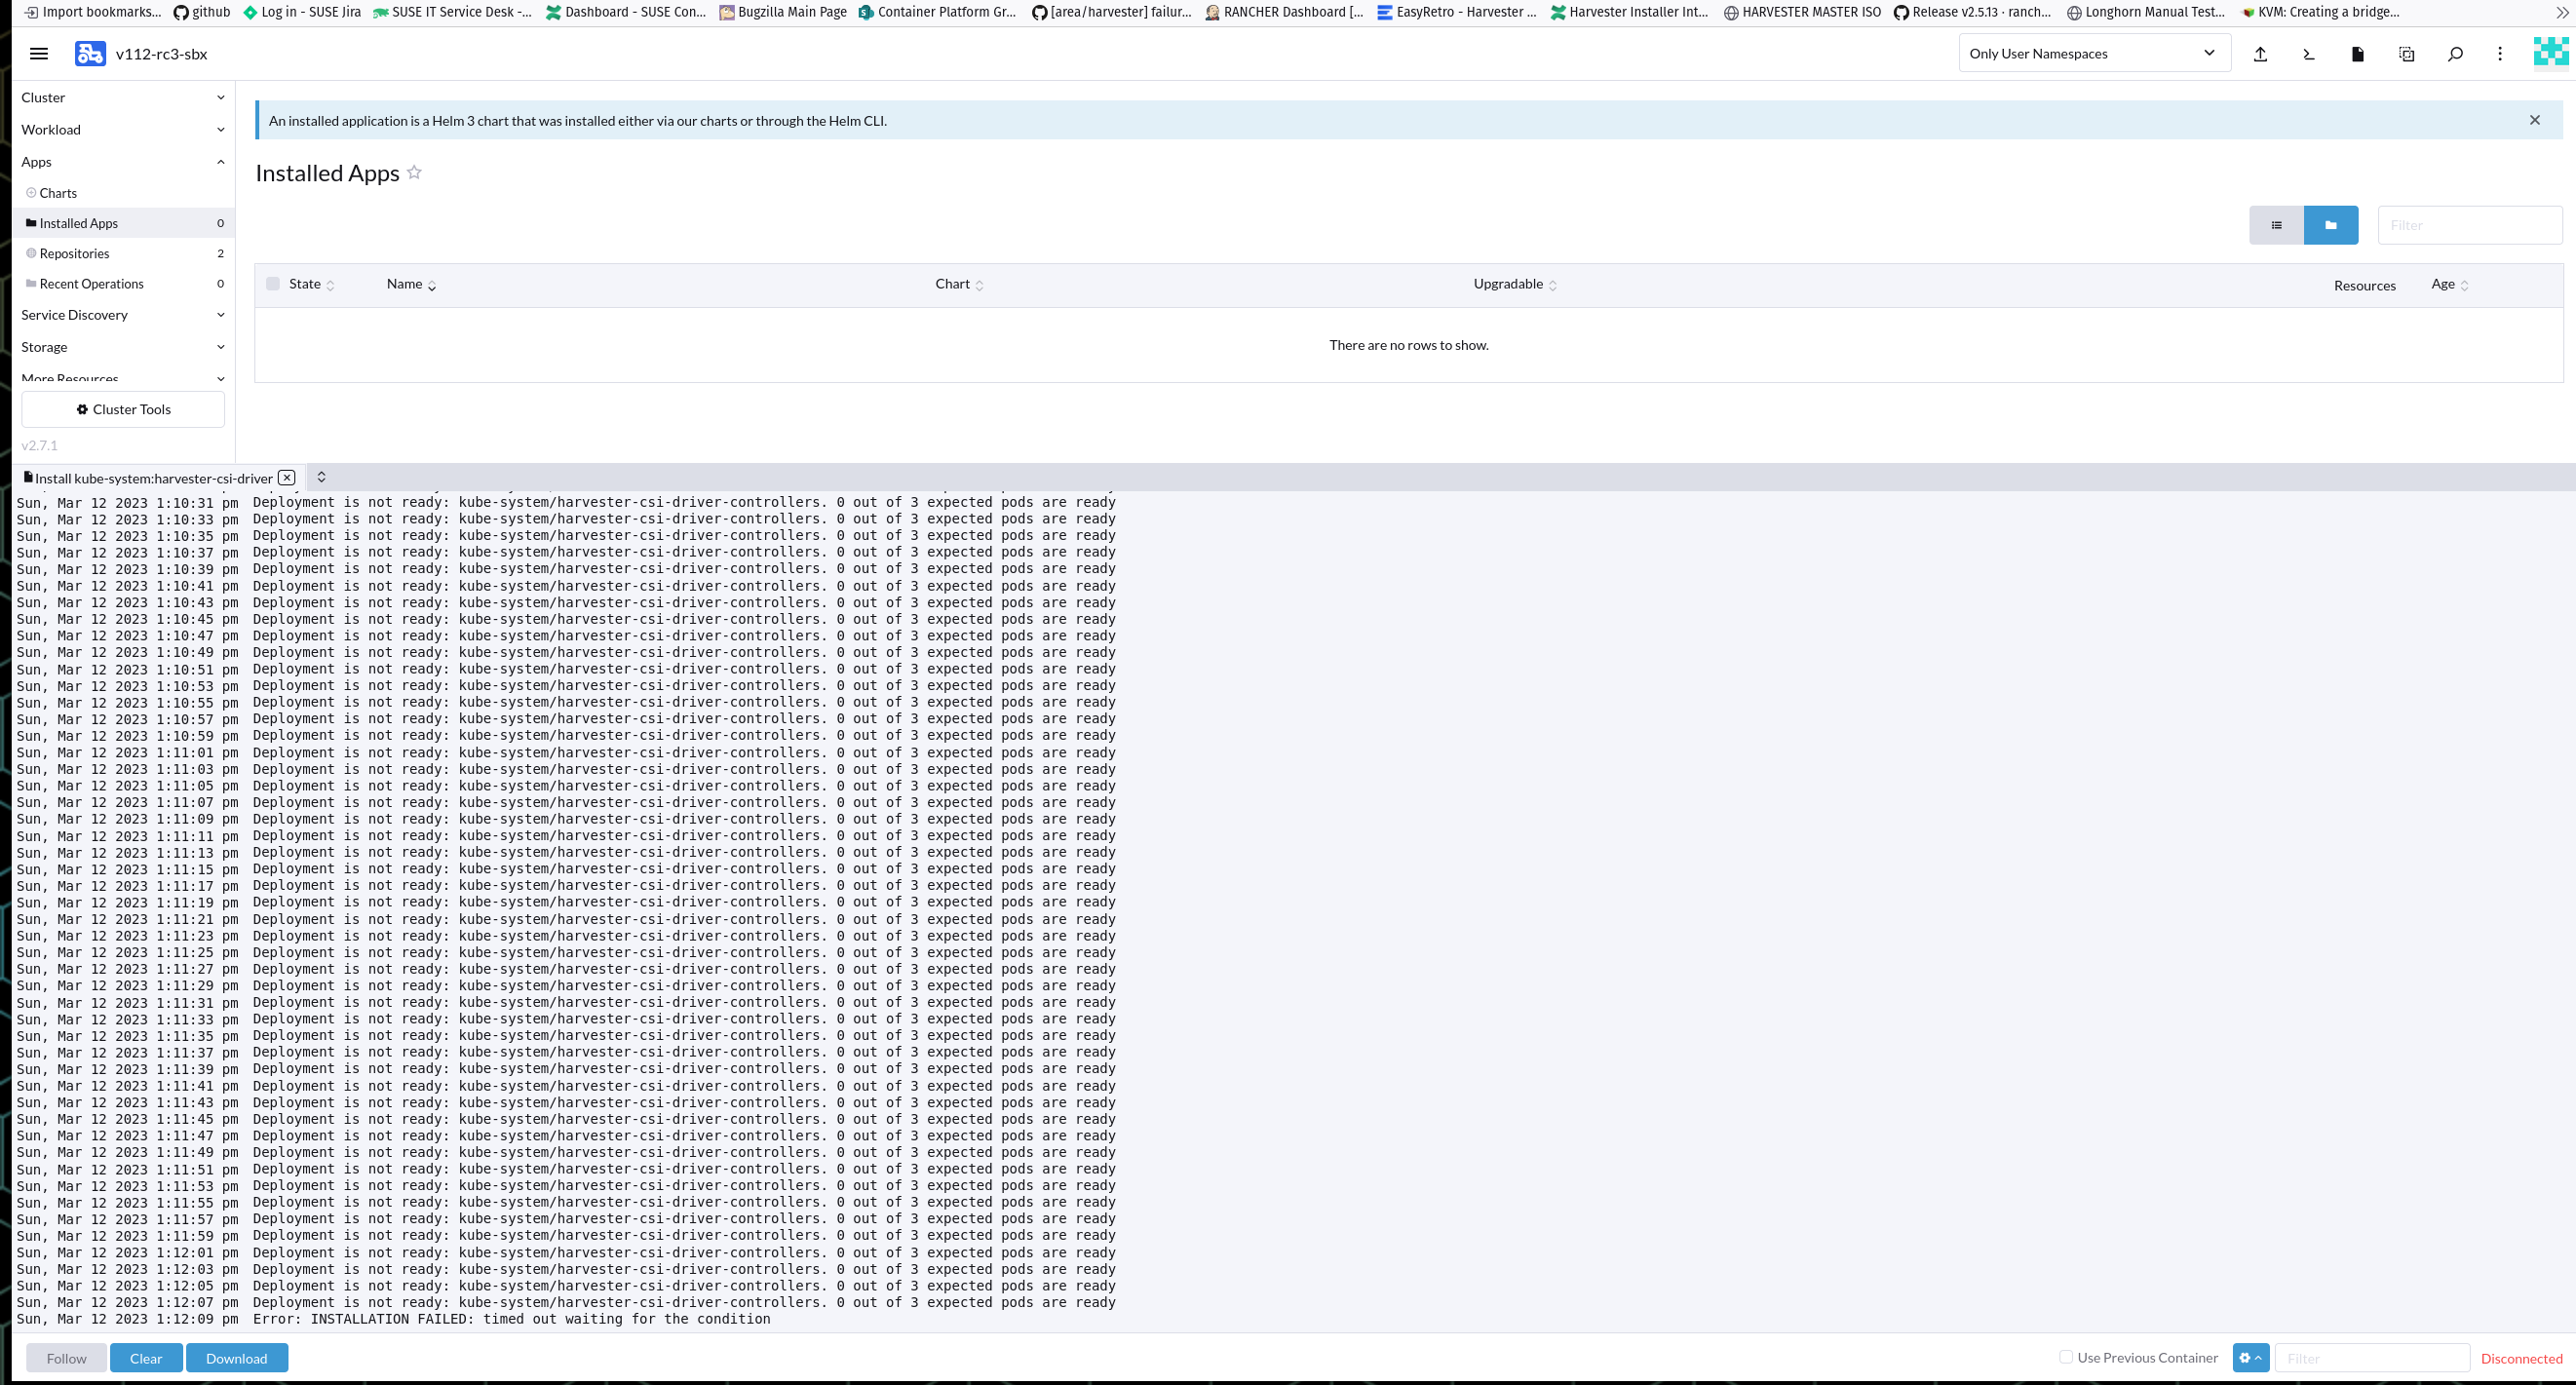 Import bookmarks... github Log in - SUSE Jira SUSE IT Service Desk -... Dashboard - SUSE Con... Bugzilla Main Page Container Platform Gr... [area/harvester] failur... RANCHER Dashboard [... EasyRetro - Harvester ... Harvester Installer Int... HARVESTER MASTER ISO Release v2.5.13 · ranch... Longhorn Manual Test... KVM: Creating a bridge...
v112-rc3-sbx Only User Namespaces
Cluster
Workload
Apps
Charts
Installed Apps 0
Repositories 2
Recent Operations 0
Service Discovery
Storage
More Resources
Cluster Tools
v2.7.1
An installed application is a Helm 3 chart that was installed either via our charts or through the Helm CLI.
Installed Apps
Filter
State Name Chart Upgradable Resources Age
There are no rows to show.
Install kube-system:harvester-csi-driver
Sun, Mar 12 2023 1:10:31 pm Deployment is not ready: kube-system/harvester-csi-driver-controllers. 0 out of 3 expected pods are ready
Sun, Mar 12 2023 1:10:33 pm Deployment is not ready: kube-system/harvester-csi-driver-controllers. 0 out of 3 expected pods are ready
Sun, Mar 12 2023 1:10:35 pm Deployment is not ready: kube-system/harvester-csi-driver-controllers. 0 out of 3 expected pods are ready
Sun, Mar 12 2023 1:10:37 pm Deployment is not ready: kube-system/harvester-csi-driver-controllers. 0 out of 3 expected pods are ready
Sun, Mar 12 2023 1:10:39 pm Deployment is not ready: kube-system/harvester-csi-driver-controllers. 0 out of 3 expected pods are ready
Sun, Mar 12 2023 1:10:41 pm Deployment is not ready: kube-system/harvester-csi-driver-controllers. 0 out of 3 expected pods are ready
Sun, Mar 12 2023 1:10:43 pm Deployment is not ready: kube-system/harvester-csi-driver-controllers. 0 out of 3 expected pods are ready
Sun, Mar 12 2023 1:10:45 pm Deployment is not ready: kube-system/harvester-csi-driver-controllers. 0 out of 3 expected pods are ready
Sun, Mar 12 2023 1:10:47 pm Deployment is not ready: kube-system/harvester-csi-driver-controllers. 0 out of 3 expected pods are ready
Sun, Mar 12 2023 1:10:49 pm Deployment is not ready: kube-system/harvester-csi-driver-controllers. 0 out of 3 expected pods are ready
Sun, Mar 12 2023 1:10:51 pm Deployment is not ready: kube-system/harvester-csi-driver-controllers. 0 out of 3 expected pods are ready
Sun, Mar 12 2023 1:10:53 pm Deployment is not ready: kube-system/harvester-csi-driver-controllers. 0 out of 3 expected pods are ready
Sun, Mar 12 2023 1:10:55 pm Deployment is not ready: kube-system/harvester-csi-driver-controllers. 0 out of 3 expected pods are ready
Sun, Mar 12 2023 1:10:57 pm Deployment is not ready: kube-system/harvester-csi-driver-controllers. 0 out of 3 expected pods are ready
Sun, Mar 12 2023 1:10:59 pm Deployment is not ready: kube-system/harvester-csi-driver-controllers. 0 out of 3 expected pods are ready
Sun, Mar 12 2023 1:11:01 pm Deployment is not ready: kube-system/harvester-csi-driver-controllers. 0 out of 3 expected pods are ready
Sun, Mar 12 2023 1:11:03 pm Deployment is not ready: kube-system/harvester-csi-driver-controllers. 0 out of 3 expected pods are ready
Sun, Mar 12 2023 1:11:05 pm Deployment is not ready: kube-system/harvester-csi-driver-controllers. 0 out of 3 expected pods are ready
Sun, Mar 12 2023 1:11:07 pm Deployment is not ready: kube-system/harvester-csi-driver-controllers. 0 out of 3 expected pods are ready
Sun, Mar 12 2023 1:11:09 pm Deployment is not ready: kube-system/harvester-csi-driver-controllers. 0 out of 3 expected pods are ready
Sun, Mar 12 2023 1:11:11 pm Deployment is not ready: kube-system/harvester-csi-driver-controllers. 0 out of 3 expected pods are ready
Sun, Mar 12 2023 1:11:13 pm Deployment is not ready: kube-system/harvester-csi-driver-controllers. 0 out of 3 expected pods are ready
Sun, Mar 12 2023 1:11:15 pm Deployment is not ready: kube-system/harvester-csi-driver-controllers. 0 out of 3 expected pods are ready
Sun, Mar 12 2023 1:11:17 pm Deployment is not ready: kube-system/harvester-csi-driver-controllers. 0 out of 3 expected pods are ready
Sun, Mar 12 2023 1:11:19 pm Deployment is not ready: kube-system/harvester-csi-driver-controllers. 0 out of 3 expected pods are ready
Sun, Mar 12 2023 1:11:21 pm Deployment is not ready: kube-system/harvester-csi-driver-controllers. 0 out of 3 expected pods are ready
Sun, Mar 12 2023 1:11:23 pm Deployment is not ready: kube-system/harvester-csi-driver-controllers. 0 out of 3 expected pods are ready
Sun, Mar 12 2023 1:11:25 pm Deployment is not ready: kube-system/harvester-csi-driver-controllers. 0 out of 3 expected pods are ready
Sun, Mar 12 2023 1:11:27 pm Deployment is not ready: kube-system/harvester-csi-driver-controllers. 0 out of 3 expected pods are ready
Sun, Mar 12 2023 1:11:29 pm Deployment is not ready: kube-system/harvester-csi-driver-controllers. 0 out of 3 expected pods are ready
Sun, Mar 12 2023 1:11:31 pm Deployment is not ready: kube-system/harvester-csi-driver-controllers. 0 out of 3 expected pods are ready
Sun, Mar 12 2023 1:11:33 pm Deployment is not ready: kube-system/harvester-csi-driver-controllers. 0 out of 3 expected pods are ready
Sun, Mar 12 2023 1:11:35 pm Deployment is not ready: kube-system/harvester-csi-driver-controllers. 0 out of 3 expected pods are ready
Sun, Mar 12 2023 1:11:37 pm Deployment is not ready: kube-system/harvester-csi-driver-controllers. 0 out of 3 expected pods are ready
Sun, Mar 12 2023 1:11:39 pm Deployment is not ready: kube-system/harvester-csi-driver-controllers. 0 out of 3 expected pods are ready
Sun, Mar 12 2023 1:11:41 pm Deployment is not ready: kube-system/harvester-csi-driver-controllers. 0 out of 3 expected pods are ready
Sun, Mar 12 2023 1:11:43 pm Deployment is not ready: kube-system/harvester-csi-driver-controllers. 0 out of 3 expected pods are ready
Sun, Mar 12 2023 1:11:45 pm Deployment is not ready: kube-system/harvester-csi-driver-controllers. 0 out of 3 expected pods are ready
Sun, Mar 12 2023 1:11:47 pm Deployment is not ready: kube-system/harvester-csi-driver-controllers. 0 out of 3 expected pods are ready
Sun, Mar 12 2023 1:11:49 pm Deployment is not ready: kube-system/harvester-csi-driver-controllers. 0 out of 3 expected pods are ready
Sun, Mar 12 2023 1:11:51 pm Deployment is not ready: kube-system/harvester-csi-driver-controllers. 0 out of 3 expected pods are ready
Sun, Mar 12 2023 1:11:53 pm Deployment is not ready: kube-system/harvester-csi-driver-controllers. 0 out of 3 expected pods are ready
Sun, Mar 12 2023 1:11:55 pm Deployment is not ready: kube-system/harvester-csi-driver-controllers. 0 out of 3 expected pods are ready
Sun, Mar 12 2023 1:11:57 pm Deployment is not ready: kube-system/harvester-csi-driver-controllers. 0 out of 3 expected pods are ready
Sun, Mar 12 2023 1:11:59 pm Deployment is not ready: kube-system/harvester-csi-driver-controllers. 0 out of 3 expected pods are ready
Sun, Mar 12 2023 1:12:01 pm Deployment is not ready: kube-system/harvester-csi-driver-controllers. 0 out of 3 expected pods are ready
Sun, Mar 12 2023 1:12:03 pm Deployment is not ready: kube-system/harvester-csi-driver-controllers. 0 out of 3 expected pods are ready
Sun, Mar 12 2023 1:12:05 pm Deployment is not ready: kube-system/harvester-csi-driver-controllers. 0 out of 3 expected pods are ready
Sun, Mar 12 2023 1:12:07 pm Deployment is not ready: kube-system/harvester-csi-driver-controllers. 0 out of 3 expected pods are ready
Sun, Mar 12 2023 1:12:09 pm Error: INSTALLATION FAILED: timed out waiting for the condition
Follow Clear Download Use Previous Container Filter Disconnected